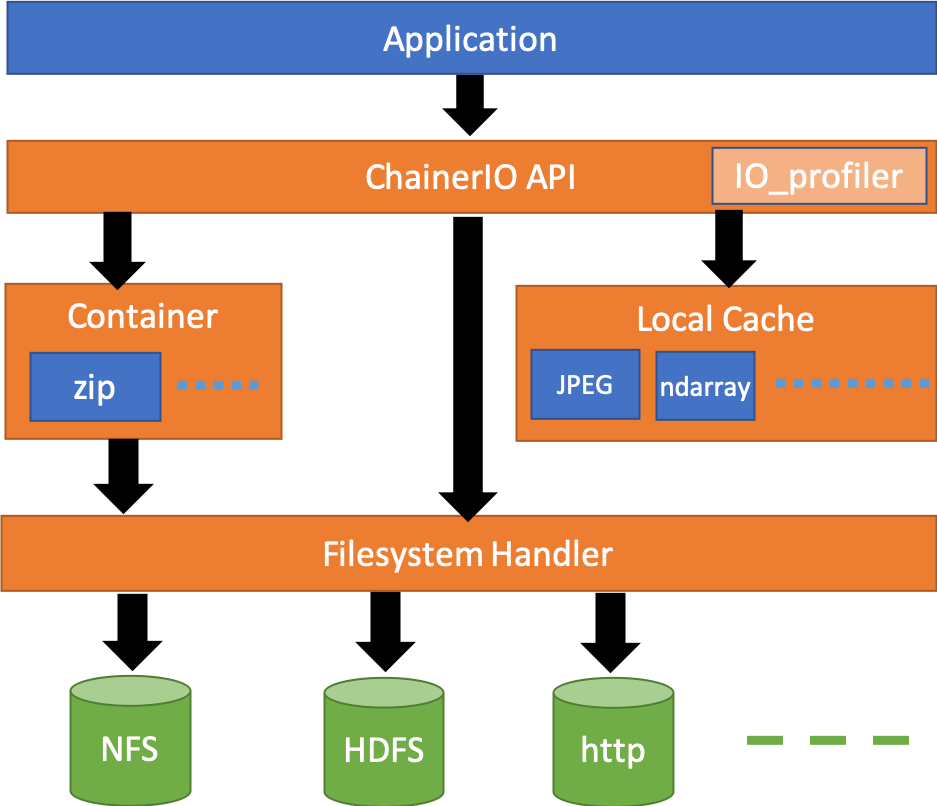 Application
ChainerIO API
IO_profiler
Container
zip
Local Cache
JPEG
ndarray
Filesystem Handler
NFS
HDFS
http